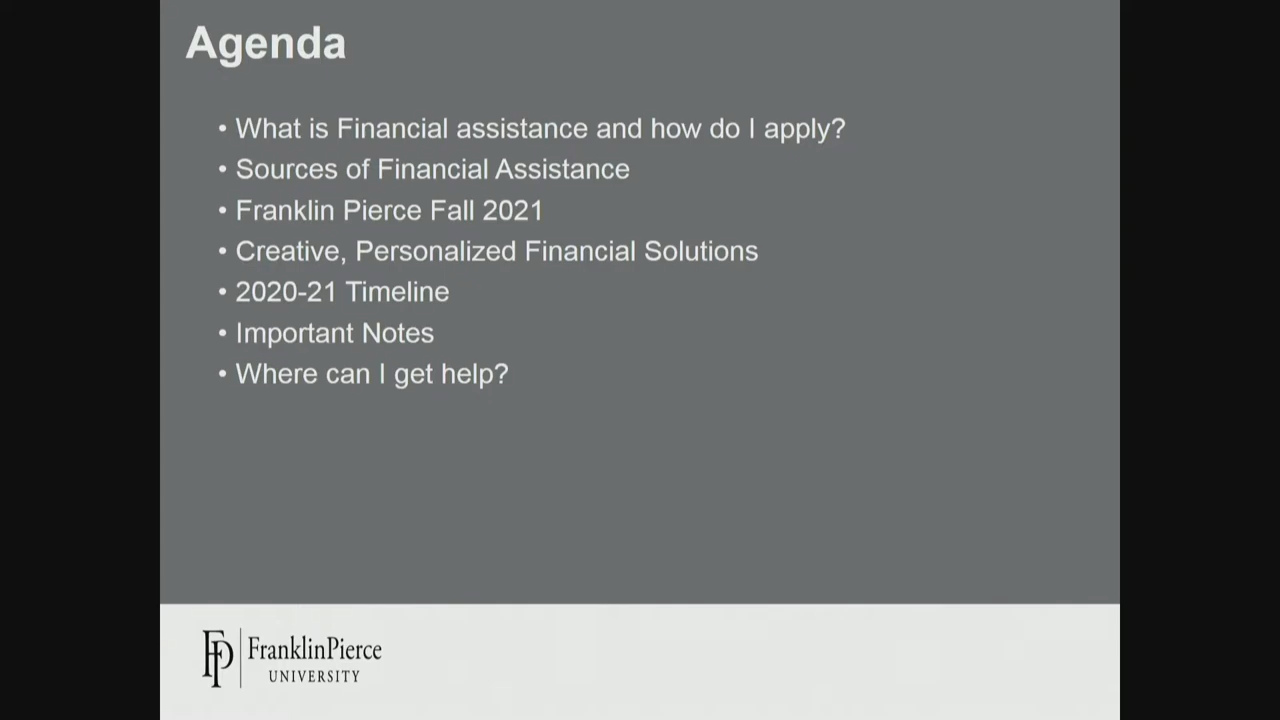 Agenda
• What is Financial assistance and how do I apply?
• Sources of Financial Assistance
• Franklin Pierce Fall 2021
• Creative, Personalized Financial Solutions
• 2020-21 Timeline
• Important Notes
• Where can I get help?
FP FranklinPierce
UNIVERSITY